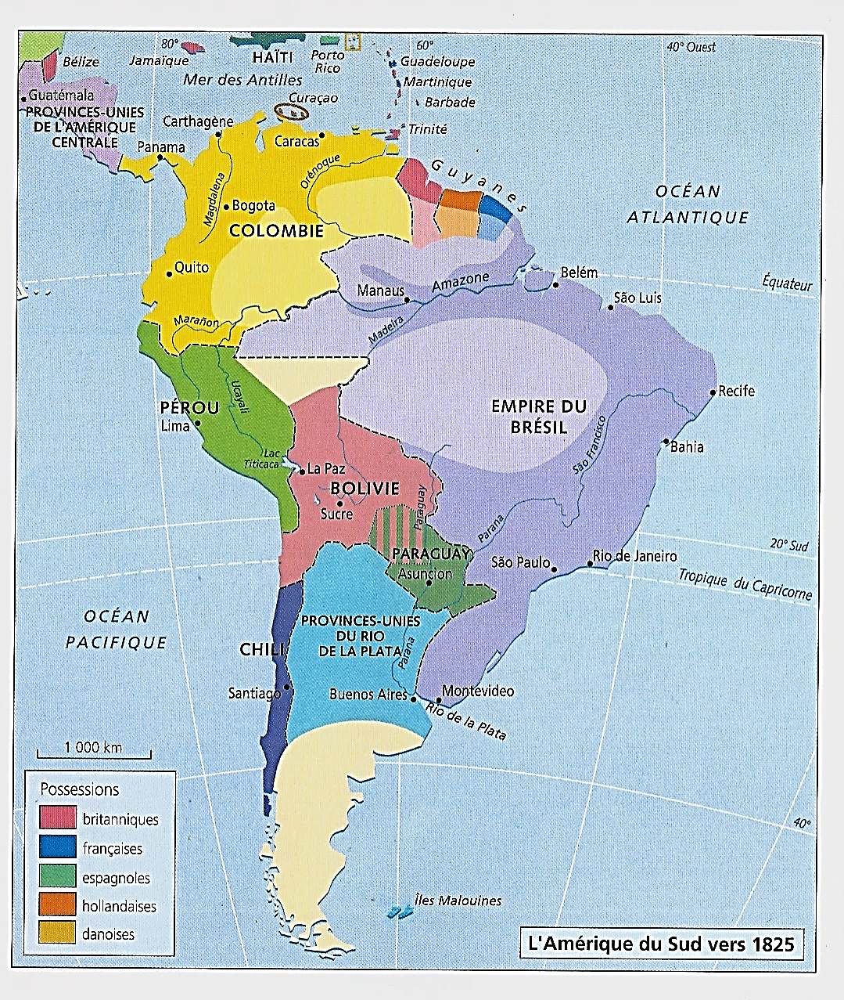 80°
60°
40° Ouest
Bélize
Jamaïque
HAÏTI
Porto
Rico
Guadeloupe
Mer des Antilles
Martinique
Guatémala
Curaçao
Barbade
PROVINCES-UNIES
DE L'AMÉRIQUE
CENTRALE
Carthagène
Panama
Caracas
Trinité
Orénoque
Guyanes
Magdalena
Bogota
COLOMBIE
OCÉAN
ATLANTIQUE
Quito
Manaus
Amazone
Belém
Équateur
São Luis
Marañon
Madeira
Ucayali
PÉROU
Lima
EMPIRE DU
BRÉSIL
Recife
São Francisco
Bahia
Lac
Titicaca
La Paz
BOLIVIE
Sucre
Paraguay
Parana
20° Sud
PARAGUAY
Asuncion
São Paulo
Rio de Janeiro
Tropique du Capricorne
OCÉAN
PACIFIQUE
PROVINCES-UNIES
DU RIO
DE LA PLATA
Parana
CHILI
Santiago
Buenos Aires
Montevideo
Rio de la Plata
1 000 km
Possessions
britanniques
françaises
espagnoles
hollandaises
danoises
40°
Îles Malouines
L'Amérique du Sud vers 1825